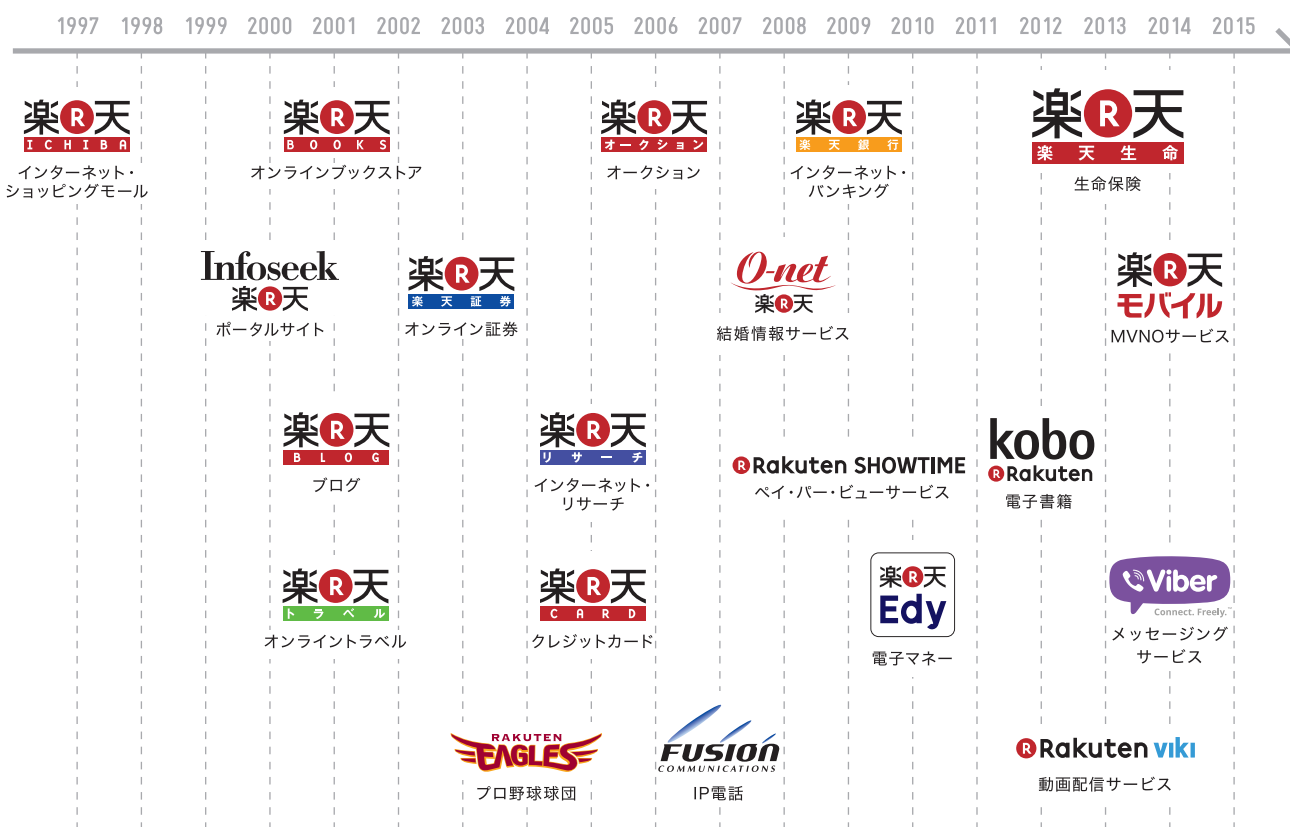 1997 1998 1999 2000 2001 2002 2003 2004 2005 2006 2007 2008 2009 2010 2011 2012 2013 2014 2015
楽R天
ICHIBA
インターネット・
ショッピングモール
楽R天
BOOKS
オンラインブックストア
楽R天
オークション
オークション
楽R天
楽天銀行
インターネット・
バンキング
楽R天
楽天生命
生命保険
Infoseek
楽R天
ポータルサイト
楽R天
楽天証券
オンライン証券
O-net
楽R天
結婚情報サービス
楽R天
モバイル
MVNOサービス
楽R天
BLOG
ブログ
楽R天
リサーチ
インターネット・
リサーチ
R Rakuten SHOWTIME
ペイ・パー・ビューサービス
kobo
R Rakuten
電子書籍
楽R天
トラベル
オンライントラベル
楽R天
CARD
クレジットカード
楽R天
Edy
電子マネー
Viber
Connect. Freely.™
メッセージング
サービス
RAKUTEN
EAGLES
プロ野球球団
FUSION
COMMUNICATIONS
IP電話
R Rakuten VIKI
動画配信サービス